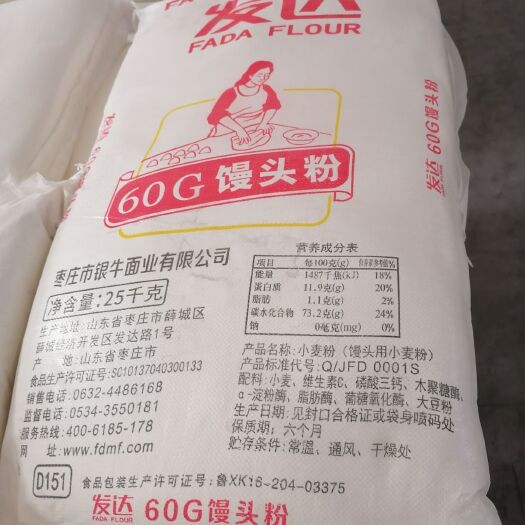 发达
FADA FLOUR
60G 馒头粉
枣庄市银牛面业有限公司
净含量:25千克
生产地址:山东省枣庄市薛城区
薛城经济开发区发达路1号
产 地:山东省枣庄市
食品生产许可证号:SC10137040300133
销售电话:0632-4486168
监督电话:0534-3550181
服务热线:400-6185-178
网 址:www.fdmf.com
营养成分表
项目 每100克(g) 营养素参考值%
能量 1487千焦(kJ) 18%
蛋白质 11.9克(g) 20%
脂肪 1.1克(g) 2%
碳水化合物 73.2克(g) 24%
钠 0毫克(mg) 0%
产品名称:小麦粉(馒头用小麦粉)
产品标准代号:Q/JFD 0001S
配料:小麦、维生素C、磷酸三钙、木聚糖酶、
α-淀粉酶、脂肪酶、葡糖氧化酶、大豆粉
生产日期:见封口合格证或袋身喷码处
保质期:六个月
贮存条件:常温、通风、干燥处
D151
食品包装生产许可证号:鲁XK16-204-03375
发达
FADA FLOUR
60G 馒头粉
发达 60G 馒头粉